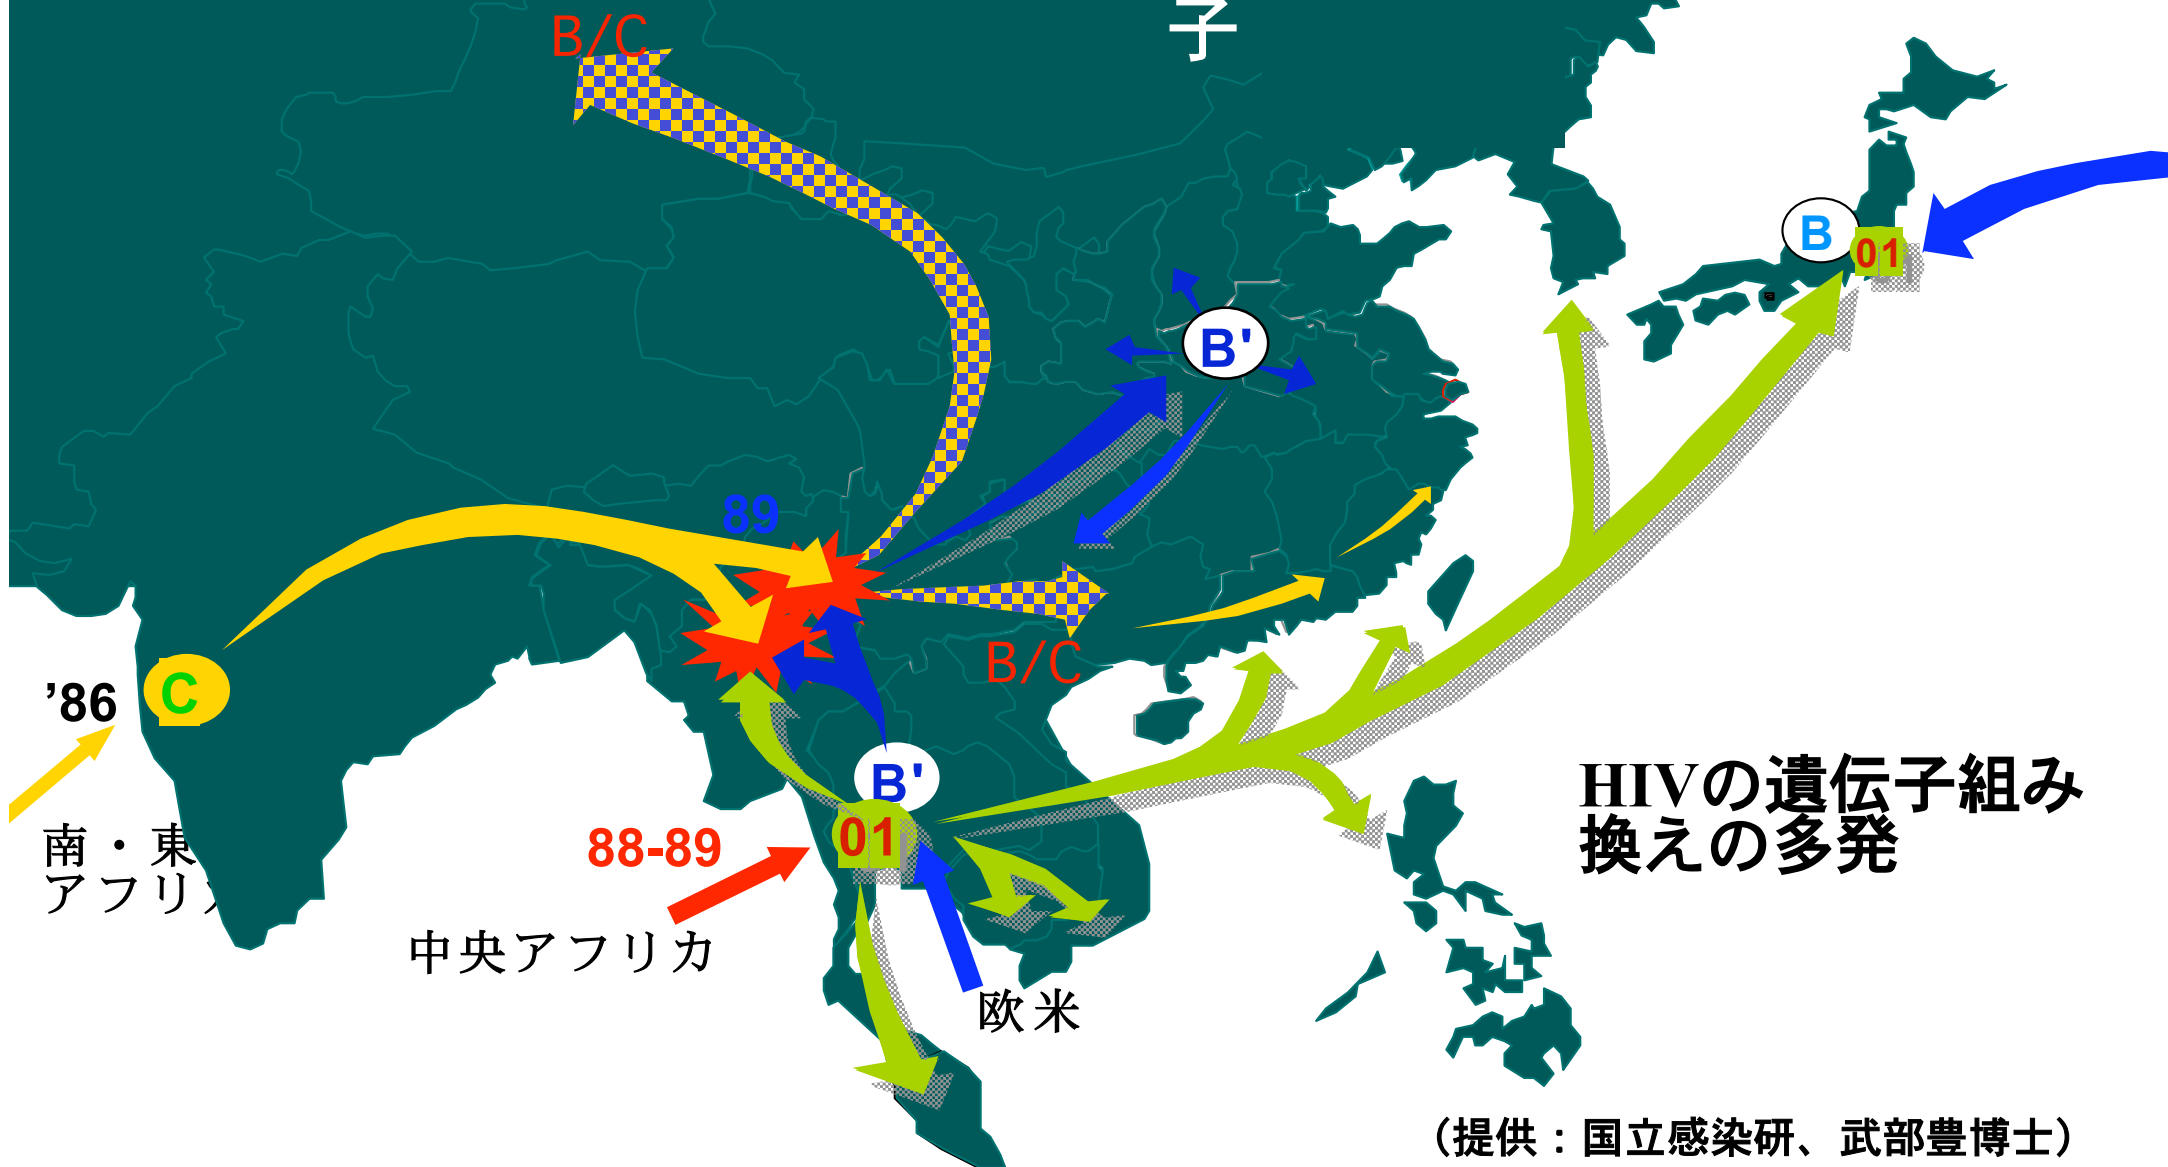 子
B/C
B
01
B'
89
B/C
C
’86
B'
01
88-89
HIVの遺伝子組み
換えの多発
南・東
アフリカ
中央アフリカ
欧米
（提供：国立感染研、武部豊博士）